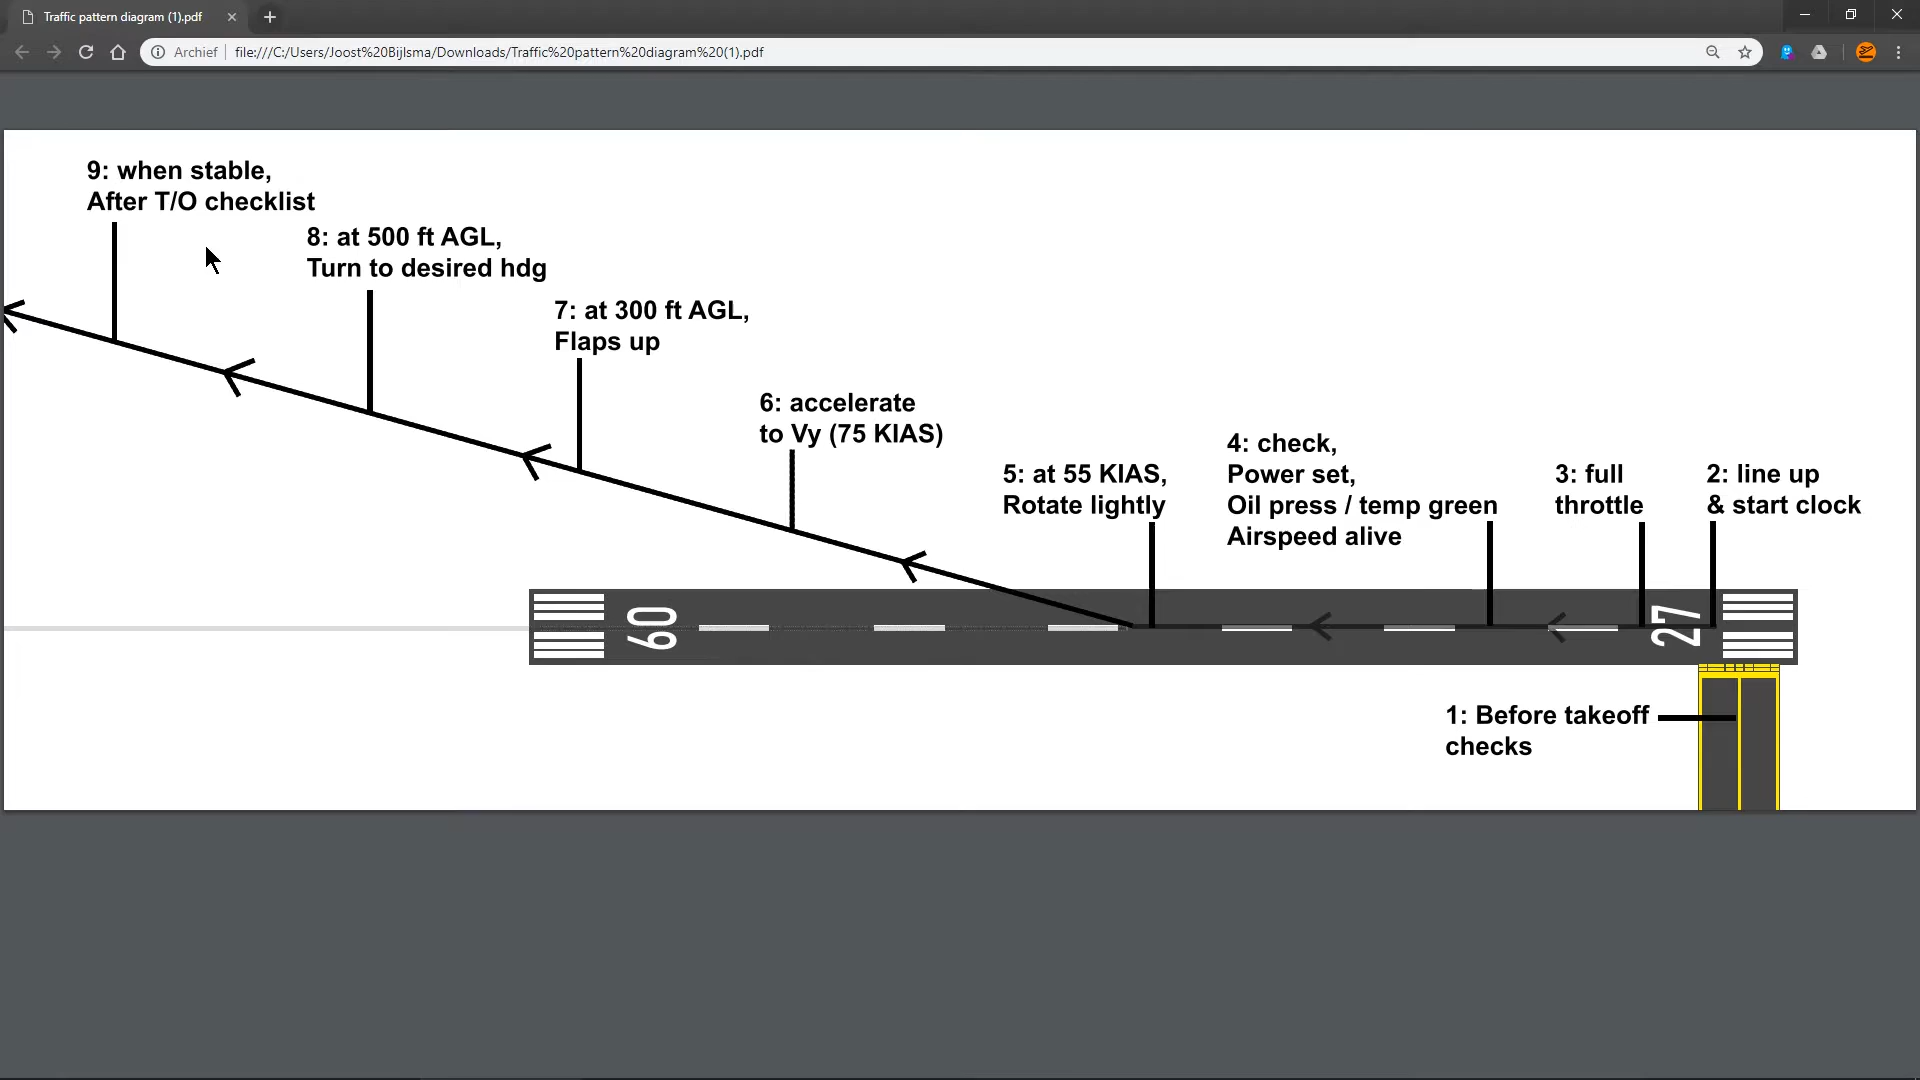 Traffic pattern diagram (1).pdf
Archief
file:///C:/Users/Joost%20Bijlsma/Downloads/Traffic%20pattern%20diagram%20(1).pdf
9: when stable,
After T/O checklist
8: at 500 ft AGL,
Turn to desired hdg
7: at 300 ft AGL,
Flaps up
6: accelerate
to Vy (75 KIAS)
5: at 55 KIAS,
Rotate lightly
4: check,
Power set,
Oil press / temp green
Airspeed alive
3: full
throttle
2: line up
& start clock
09
27
1: Before takeoff
checks